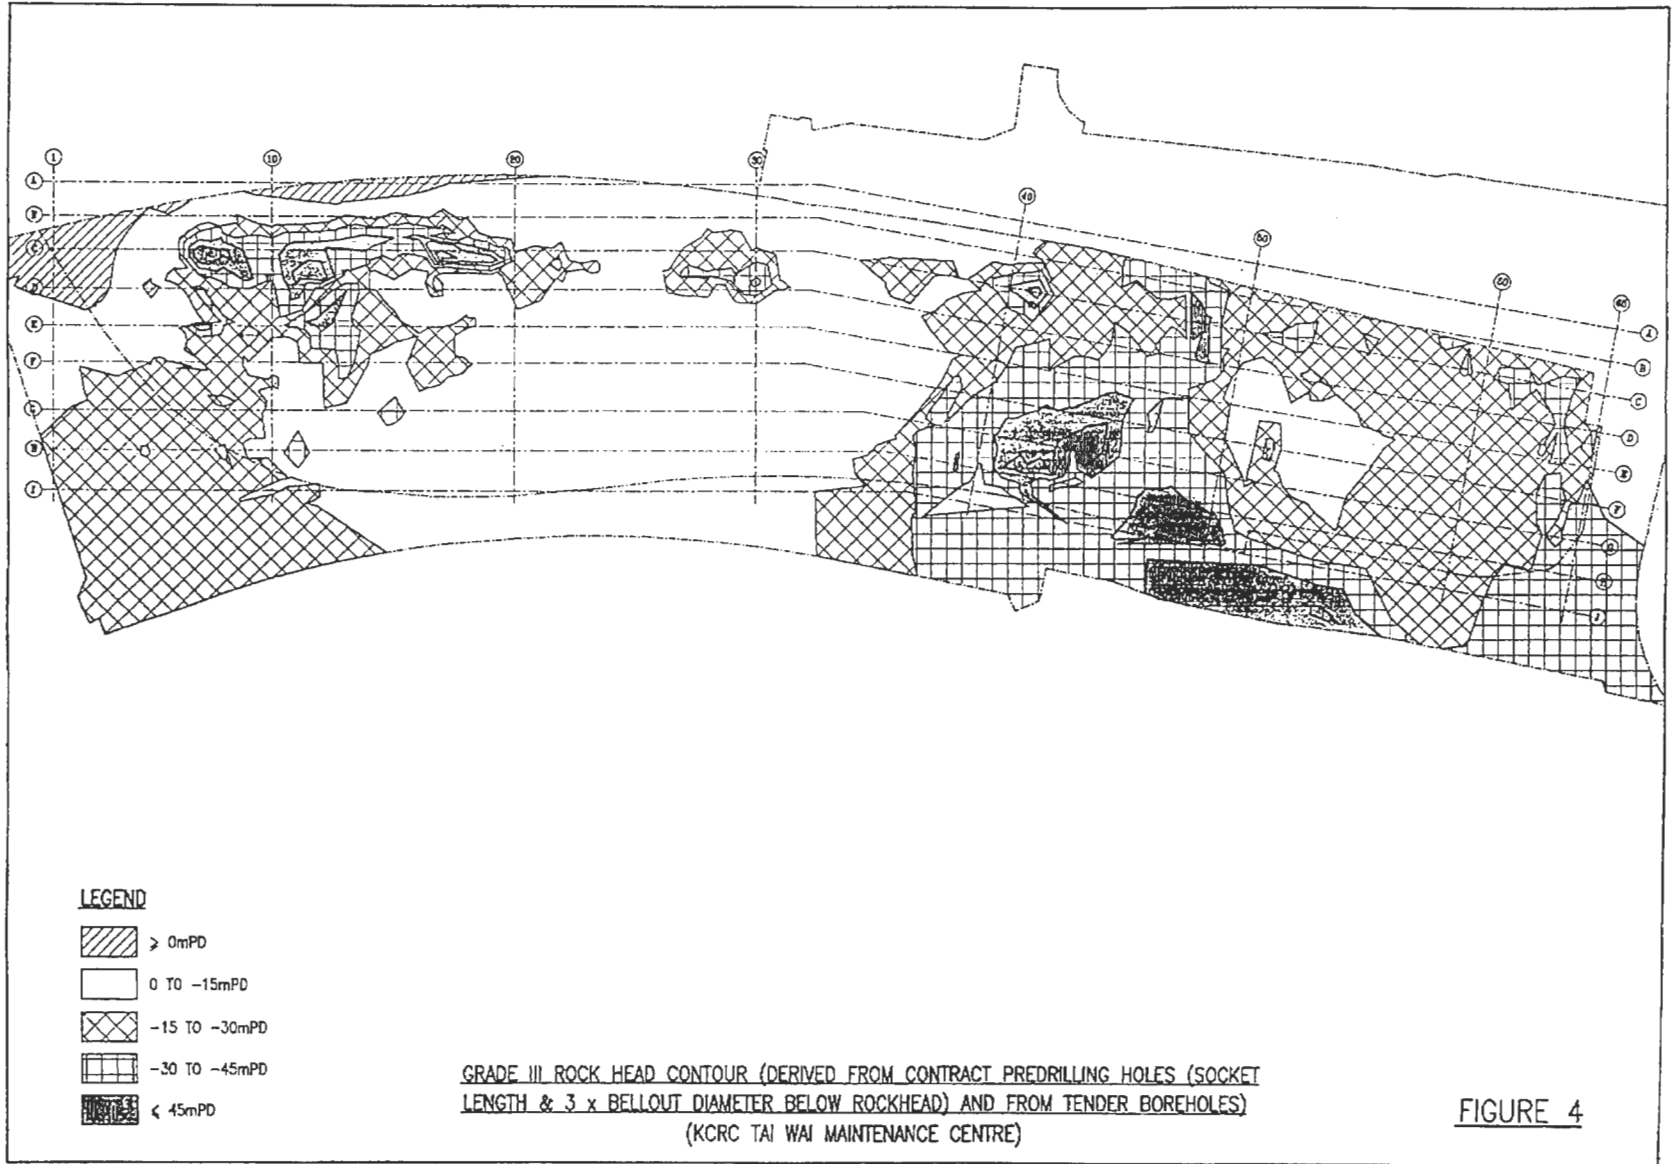 1
10
20
30
40
50
60
A
C
D
E
F
G
H
I
A
B
C
D
E
F
G
H
LEGEND
⩾ 0mPD
0 TO -15mPD
-15 TO -30mPD
-30 TO -45mPD
⩽ 45mPD
GRADE III ROCK HEAD CONTOUR (DERIVED FROM CONTRACT PREDRILLING HOLES (SOCKET
LENGTH & 3 x BELLOUT DIAMETER BELOW ROCKHEAD) AND FROM TENDER BOREHOLES)
(KCRC TAI WAI MAINTENANCE CENTRE)
FIGURE 4